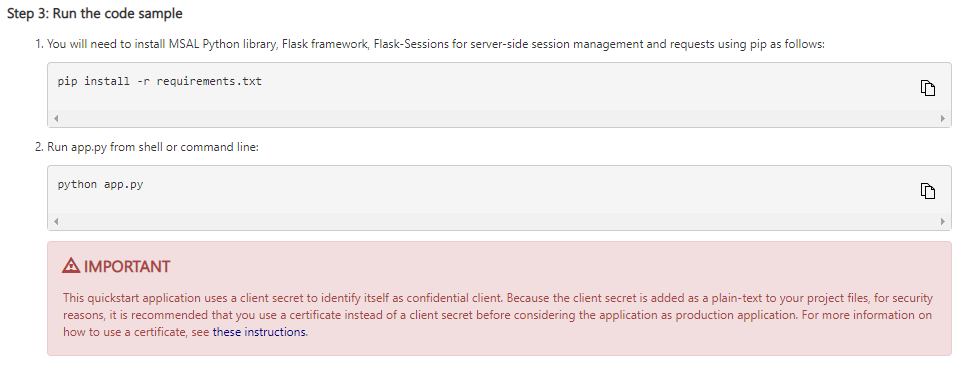 Step 3: Run the code sample
1. You will need to install MSAL Python library, Flask framework, Flask-Sessions for server-side session management and requests using pip as follows:
pip install -r requirements.txt
2. Run app.py from shell or command line:
python app.py
IMPORTANT
This quickstart application uses a client secret to identify itself as confidential client. Because the client secret is added as a plain-text to your project files, for security
reasons, it is recommended that you use a certificate instead of a client secret before considering the application as production application. For more information on
how to use a certificate, see these instructions.